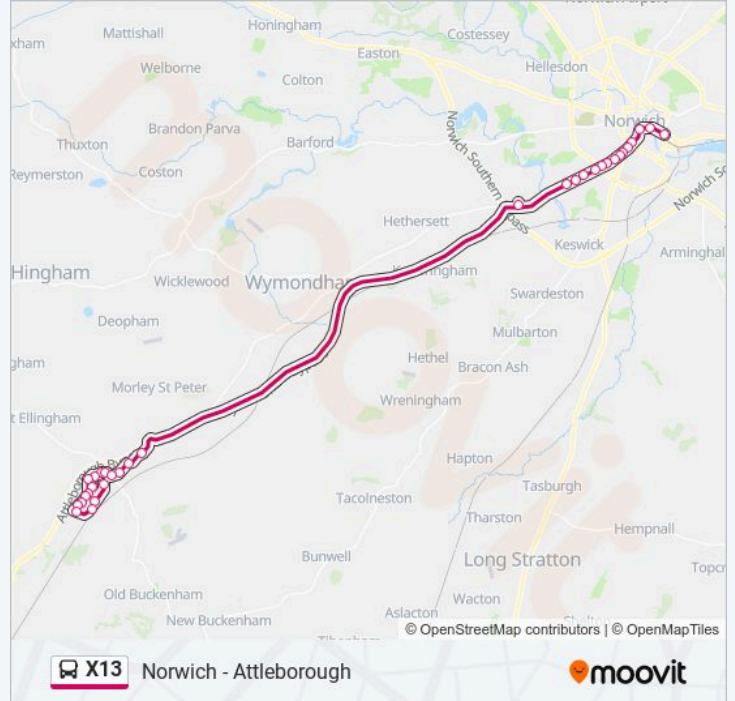 Mattishall
Honingham
Costessey
Easton
Welborne
Hellesdon
Colton
Norwich
Brandon Parva
Thuxton
Barford
Norwich Southern
Reymerston
Coston
Hethersett
Keswick
Hingham
Wicklewood
Wymondham
Swardeston
Deopham
Mulbarton
Hethel
Bracon Ash
Morley St Peter
Wreningham
Hapton
Tasburgh
Tacolneston
Tharston
Hempnall
Bunwell
Long Stratton
Old Buckenham
Wacton
New Buckenham
Aslacton
© OpenStreetMap contributors | © OpenMapTiles
X13 Norwich - Attleborough
moovit